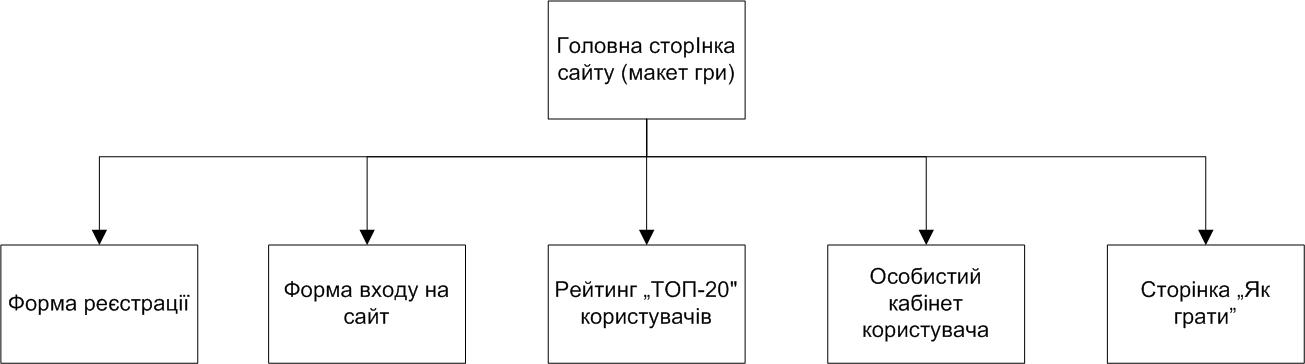 Головна сторІнка
сайту (макет гри)
Форма реєстрації
Форма входу на
сайт
Рейтинг „ТОП-20"
користувачів
Особистий
кабінет
користувача
Сторінка „Як
грати”